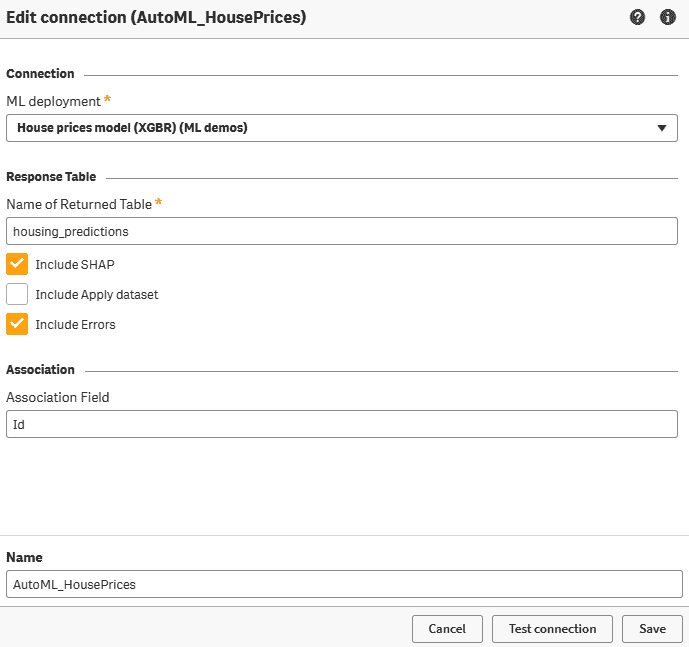 Edit connection (AutoML_HousePrices)
Connection
ML deployment *
House prices model (XGBR) (ML demos)
Response Table
Name of Returned Table *
housing_predictions
Include SHAP
Include Apply dataset
Include Errors
Association
Association Field
Id
Name
AutoML_HousePrices
Cancel Test connection Save